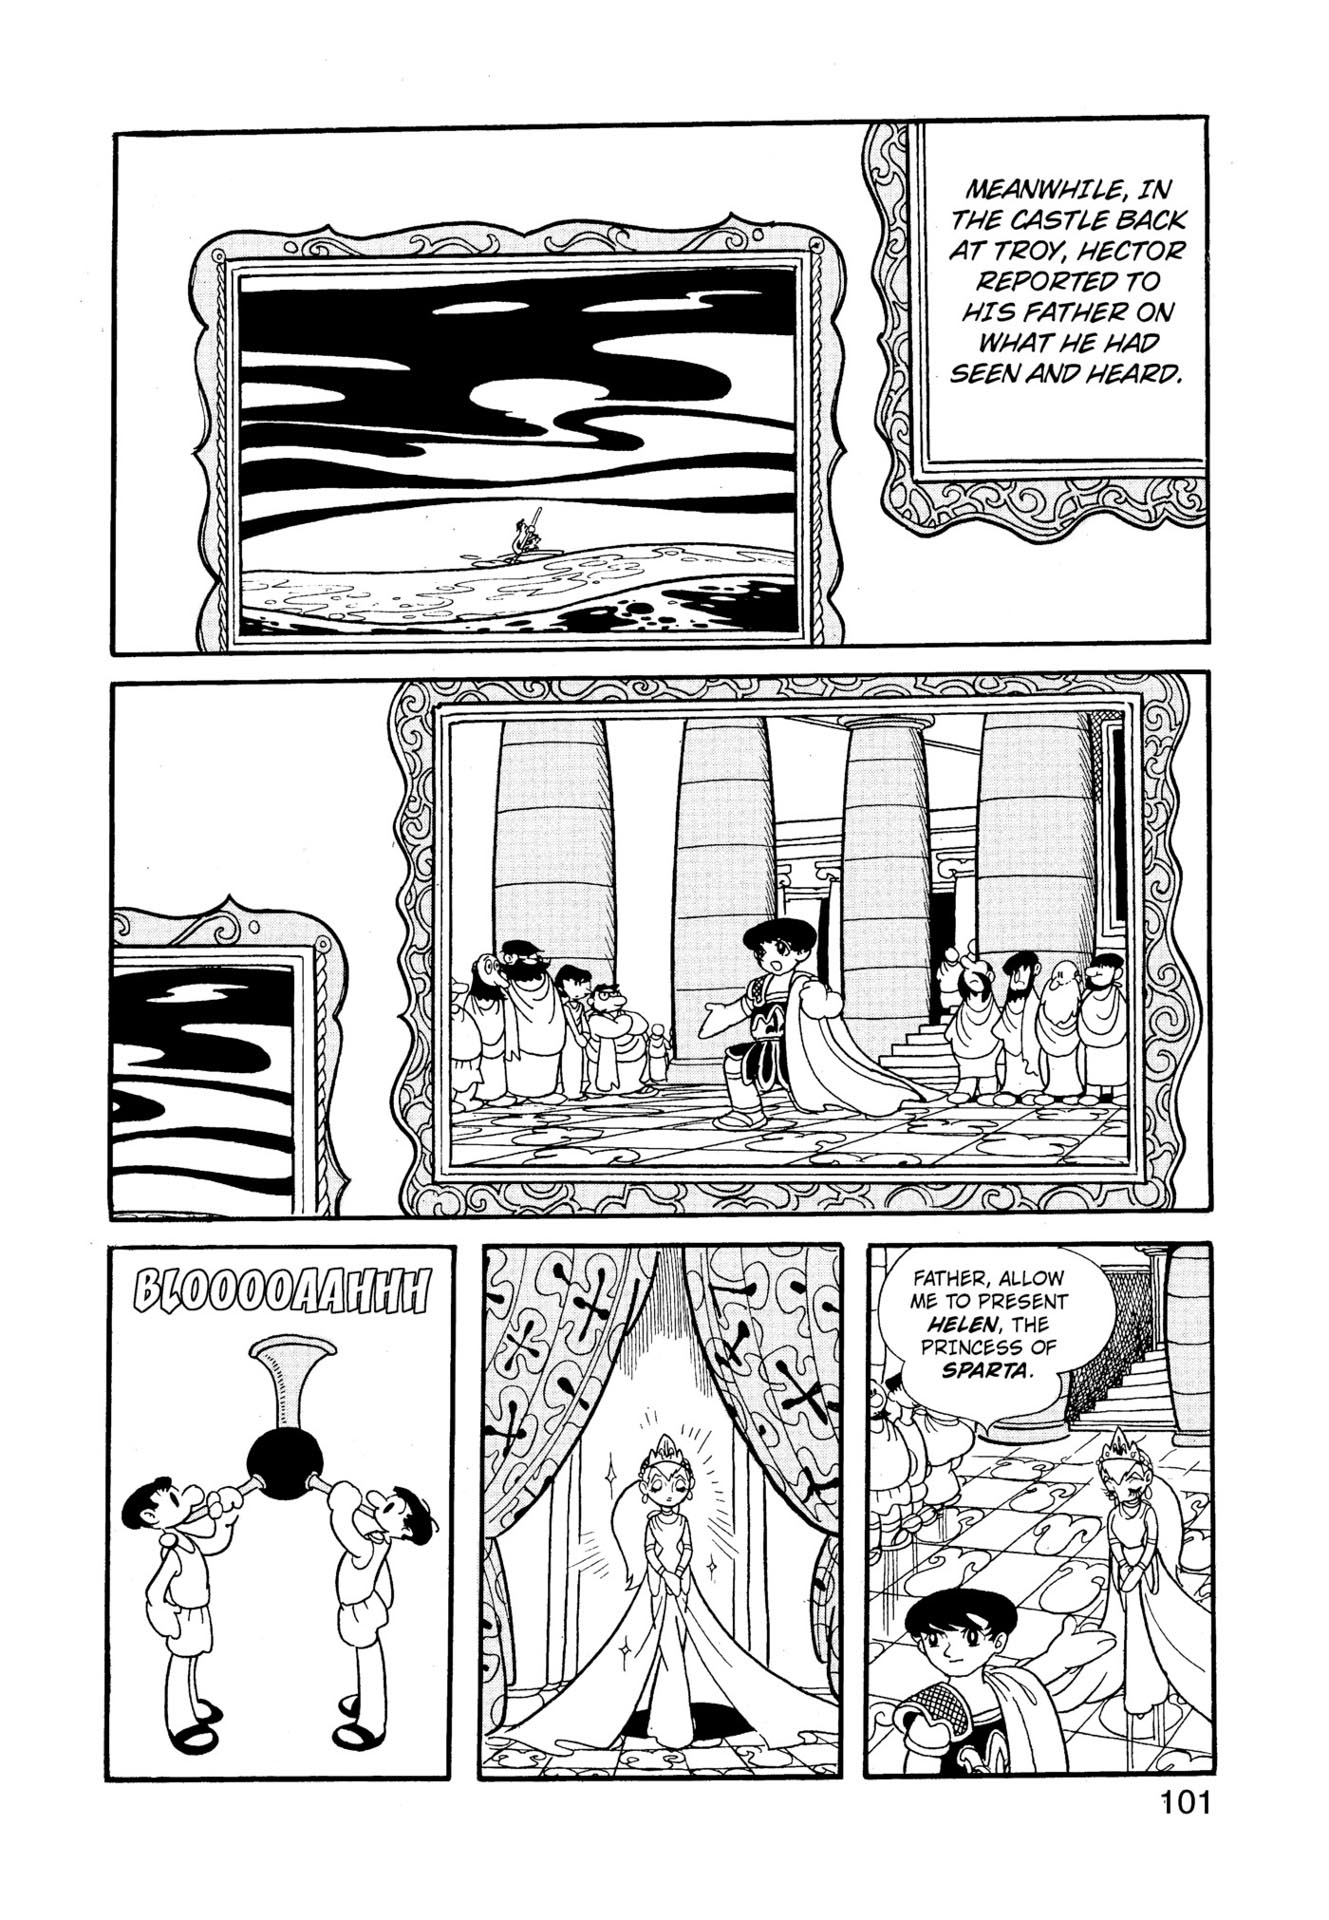 MEANWHILE, IN
THE CASTLE BACK
AT TROY, HECTOR
REPORTED TO
HIS FATHER ON
WHAT HE HAD
SEEN AND HEARD.
BLOOOOAAHHH
FATHER, ALLOW
ME TO PRESENT
HELEN, THE
PRINCESS OF
SPARTA.
101